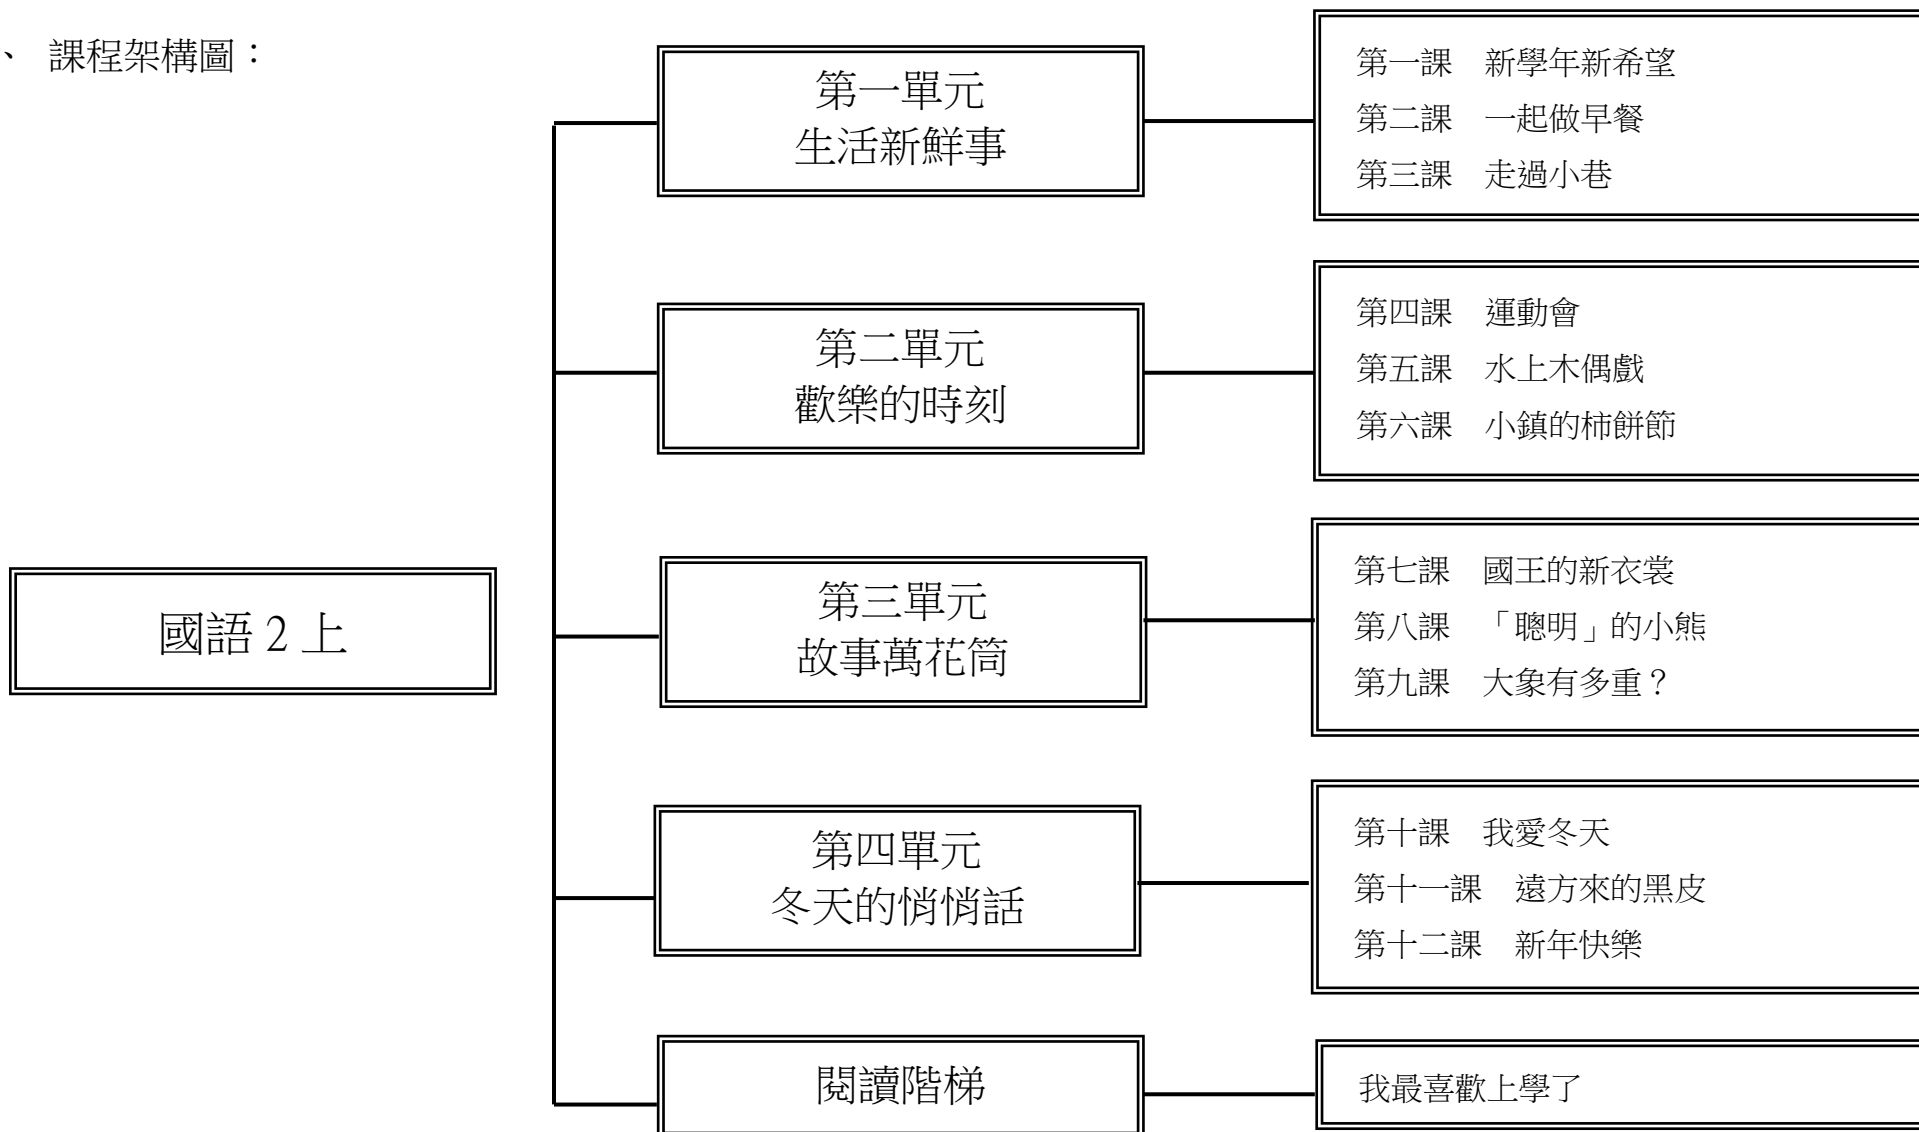 、 課程架構圖：
國語 2 上
第一單元
生活新鮮事
第一課　新學年新希望
第二課　一起做早餐
第三課　走過小巷
第二單元
歡樂的時刻
第四課　運動會
第五課　水上木偶戲
第六課　小鎮的柿餅節
第三單元
故事萬花筒
第七課　國王的新衣裳
第八課　「聰明」的小熊
第九課　大象有多重？
第四單元
冬天的悄悄話
第十課　我愛冬天
第十一課　遠方來的黑皮
第十二課　新年快樂
閱讀階梯
我最喜歡上學了